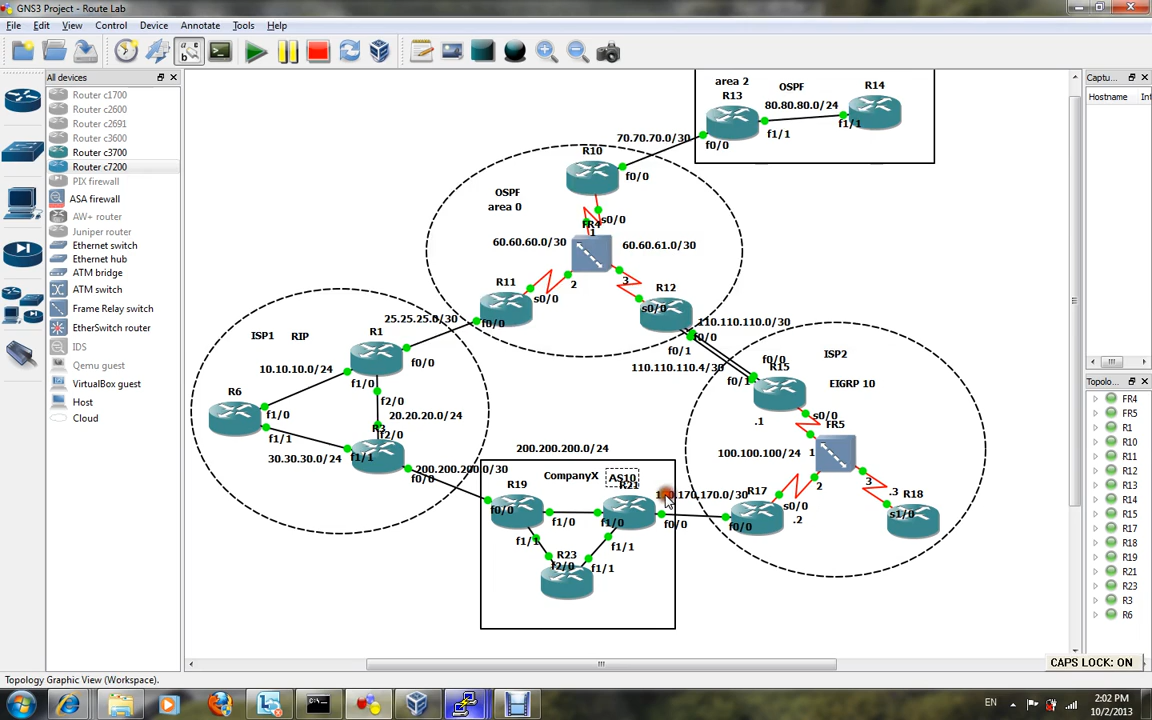 GNS3 Project - Route Lab
File Edit View Control Device Annotate Tools Help
All devices
Router c1700
Router c2600
Router c2691
Router c3600
Router c3700
Router c7200
PIX firewall
ASA firewall
AW+ router
Juniper router
Ethernet switch
Ethernet hub
ATM bridge
ATM switch
Frame Relay switch
EtherSwitch router
IDS
Qemu guest
VirtualBox guest
Host
Cloud
area 2
OSPF
R13
R14
80.80.80.0/24
f1/1
f1/1
f0/0
70.70.70.0/30
R10
f0/0
OSPF
area 0
s0/0
FR4
1
60.60.60.0/30
60.60.61.0/30
2
3
R11
s0/0
f0/0
R12
s0/0
f0/0
f0/1
25.25.25.0/30
110.110.110.0/30
110.110.110.4/30
ISP1 RIP
R1
f0/0
f1/0
f2/0
10.10.10.0/24
R6
f1/0
f1/1
20.20.20.0/24
R3
f2/0
f1/1
f0/0
30.30.30.0/24
200.200.200.0/30
200.200.200.0/24
CompanyX
AS10
R19
f0/0
f1/0
f1/1
R21
f1/0
f0/0
f1/1
R23
f2/0
f1/1
170.170.0/30
ISP2
EIGRP 10
f0/0
R15
f0/1
s0/0
.1
FR5
1
2
3
100.100.100/24
R17
s0/0
f0/0
.2
.3
R18
s1/0
Captu...
Hostname Int
Topolo...
FR4
FR5
R1
R10
R11
R12
R13
R14
R15
R17
R18
R19
R21
R23
R3
R6
CAPS LOCK: ON
Topology Graphic View (Workspace).
EN
2:02 PM
10/2/2013